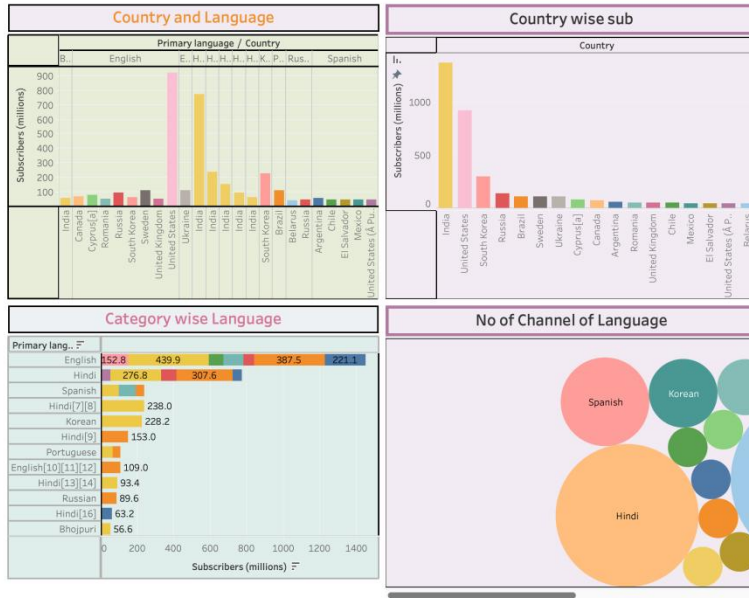 Country and Language
Primary language / Country
B.. English E.. H.. H.. H.. H.. H.. K.. P.. Rus.. Spanish
Subscribers (millions)
900
800
700
600
500
400
300
200
100
India
Canada
Cyprus[a]
Romania
Russia
South Korea
Sweden
United Kingdom
United States
Ukraine
India
India
India
India
India
South Korea
Brazil
Belarus
Russia
Argentina
Chile
El Salvador
Mexico
United States (Â Pu..
Country wise sub
Country
Subscribers (millions)
1000
500
0
India
United States
South Korea
Russia
Brazil
Sweden
Ukraine
Cyprus[a]
Canada
Argentina
Romania
United Kingdom
Chile
Mexico
El Salvador
United States (Â P..
Category wise Language
Primary lang..
English 152.8 439.9 387.5 221.1
Hindi 276.8 307.6
Spanish
Hindi[7][8] 238.0
Korean 228.2
Hindi[9] 153.0
Portuguese
English[10][11][12] 109.0
Hindi[13][14] 93.4
Russian 89.6
Hindi[16] 63.2
Bhojpuri 56.6
0 200 400 600 800 1000 1200 1400
Subscribers (millions)
No of Channel of Language
Spanish
Korean
Hindi